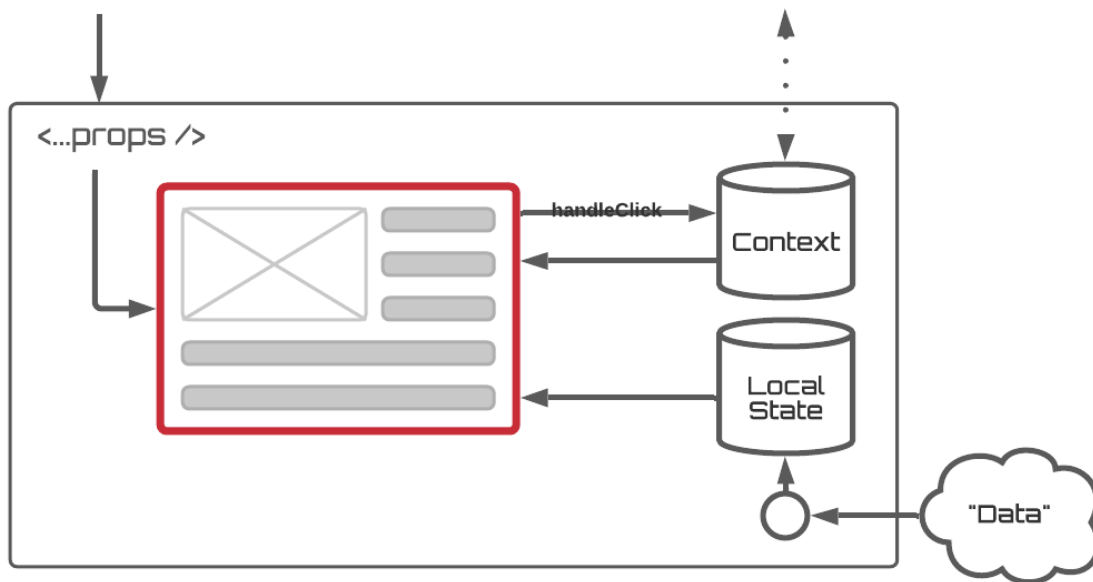 <...props />
handleClick
Context
Local
State
"Data"